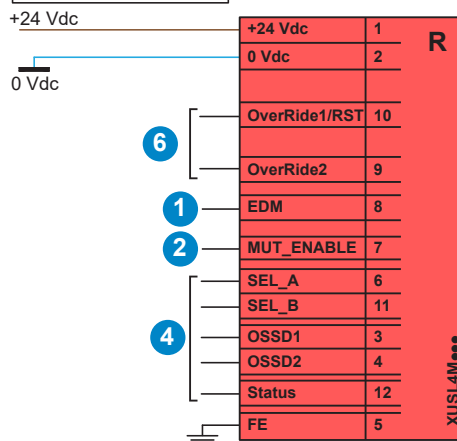 +24 Vdc
+24 Vdc 1
R
0 Vdc 2
0 Vdc
OverRide1/RST 10
6
OverRide2 9
1
EDM 8
2
MUT_ENABLE 7
SEL_A 6
SEL_B 11
4
OSSD1 3
OSSD2 4
Status 12
FE 5
XUSL4M•••